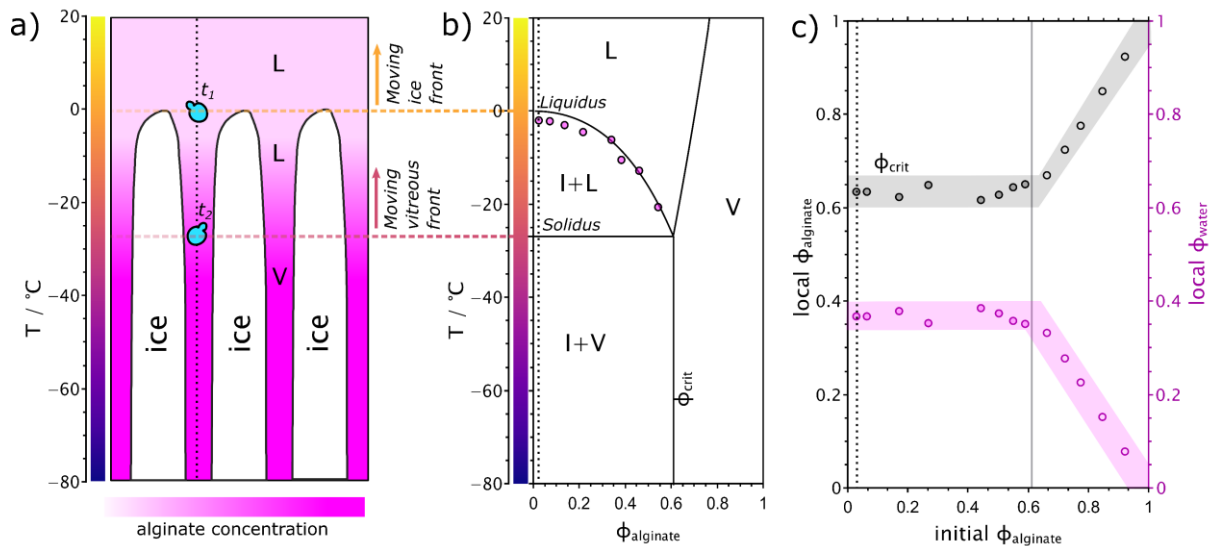 a)
T / °C
20
0
−20
−40
−60
−80
L
t1
L
t2
V
ice
ice
ice
alginate concentration
Moving
ice
front
Moving
vitreous
front
b)
T / °C
20
0
−20
−40
−60
−80
L
Liquidus
I+L
V
Solidus
I+V
ϕcrit
0
0.2
0.4
0.6
0.8
1
ϕalginate
c)
local ϕalginate
1
0.8
0.6
0.4
0.2
0
ϕcrit
0
0.2
0.4
0.6
0.8
1
initial ϕalginate
0
0.2
0.4
0.6
0.8
1
local ϕwater